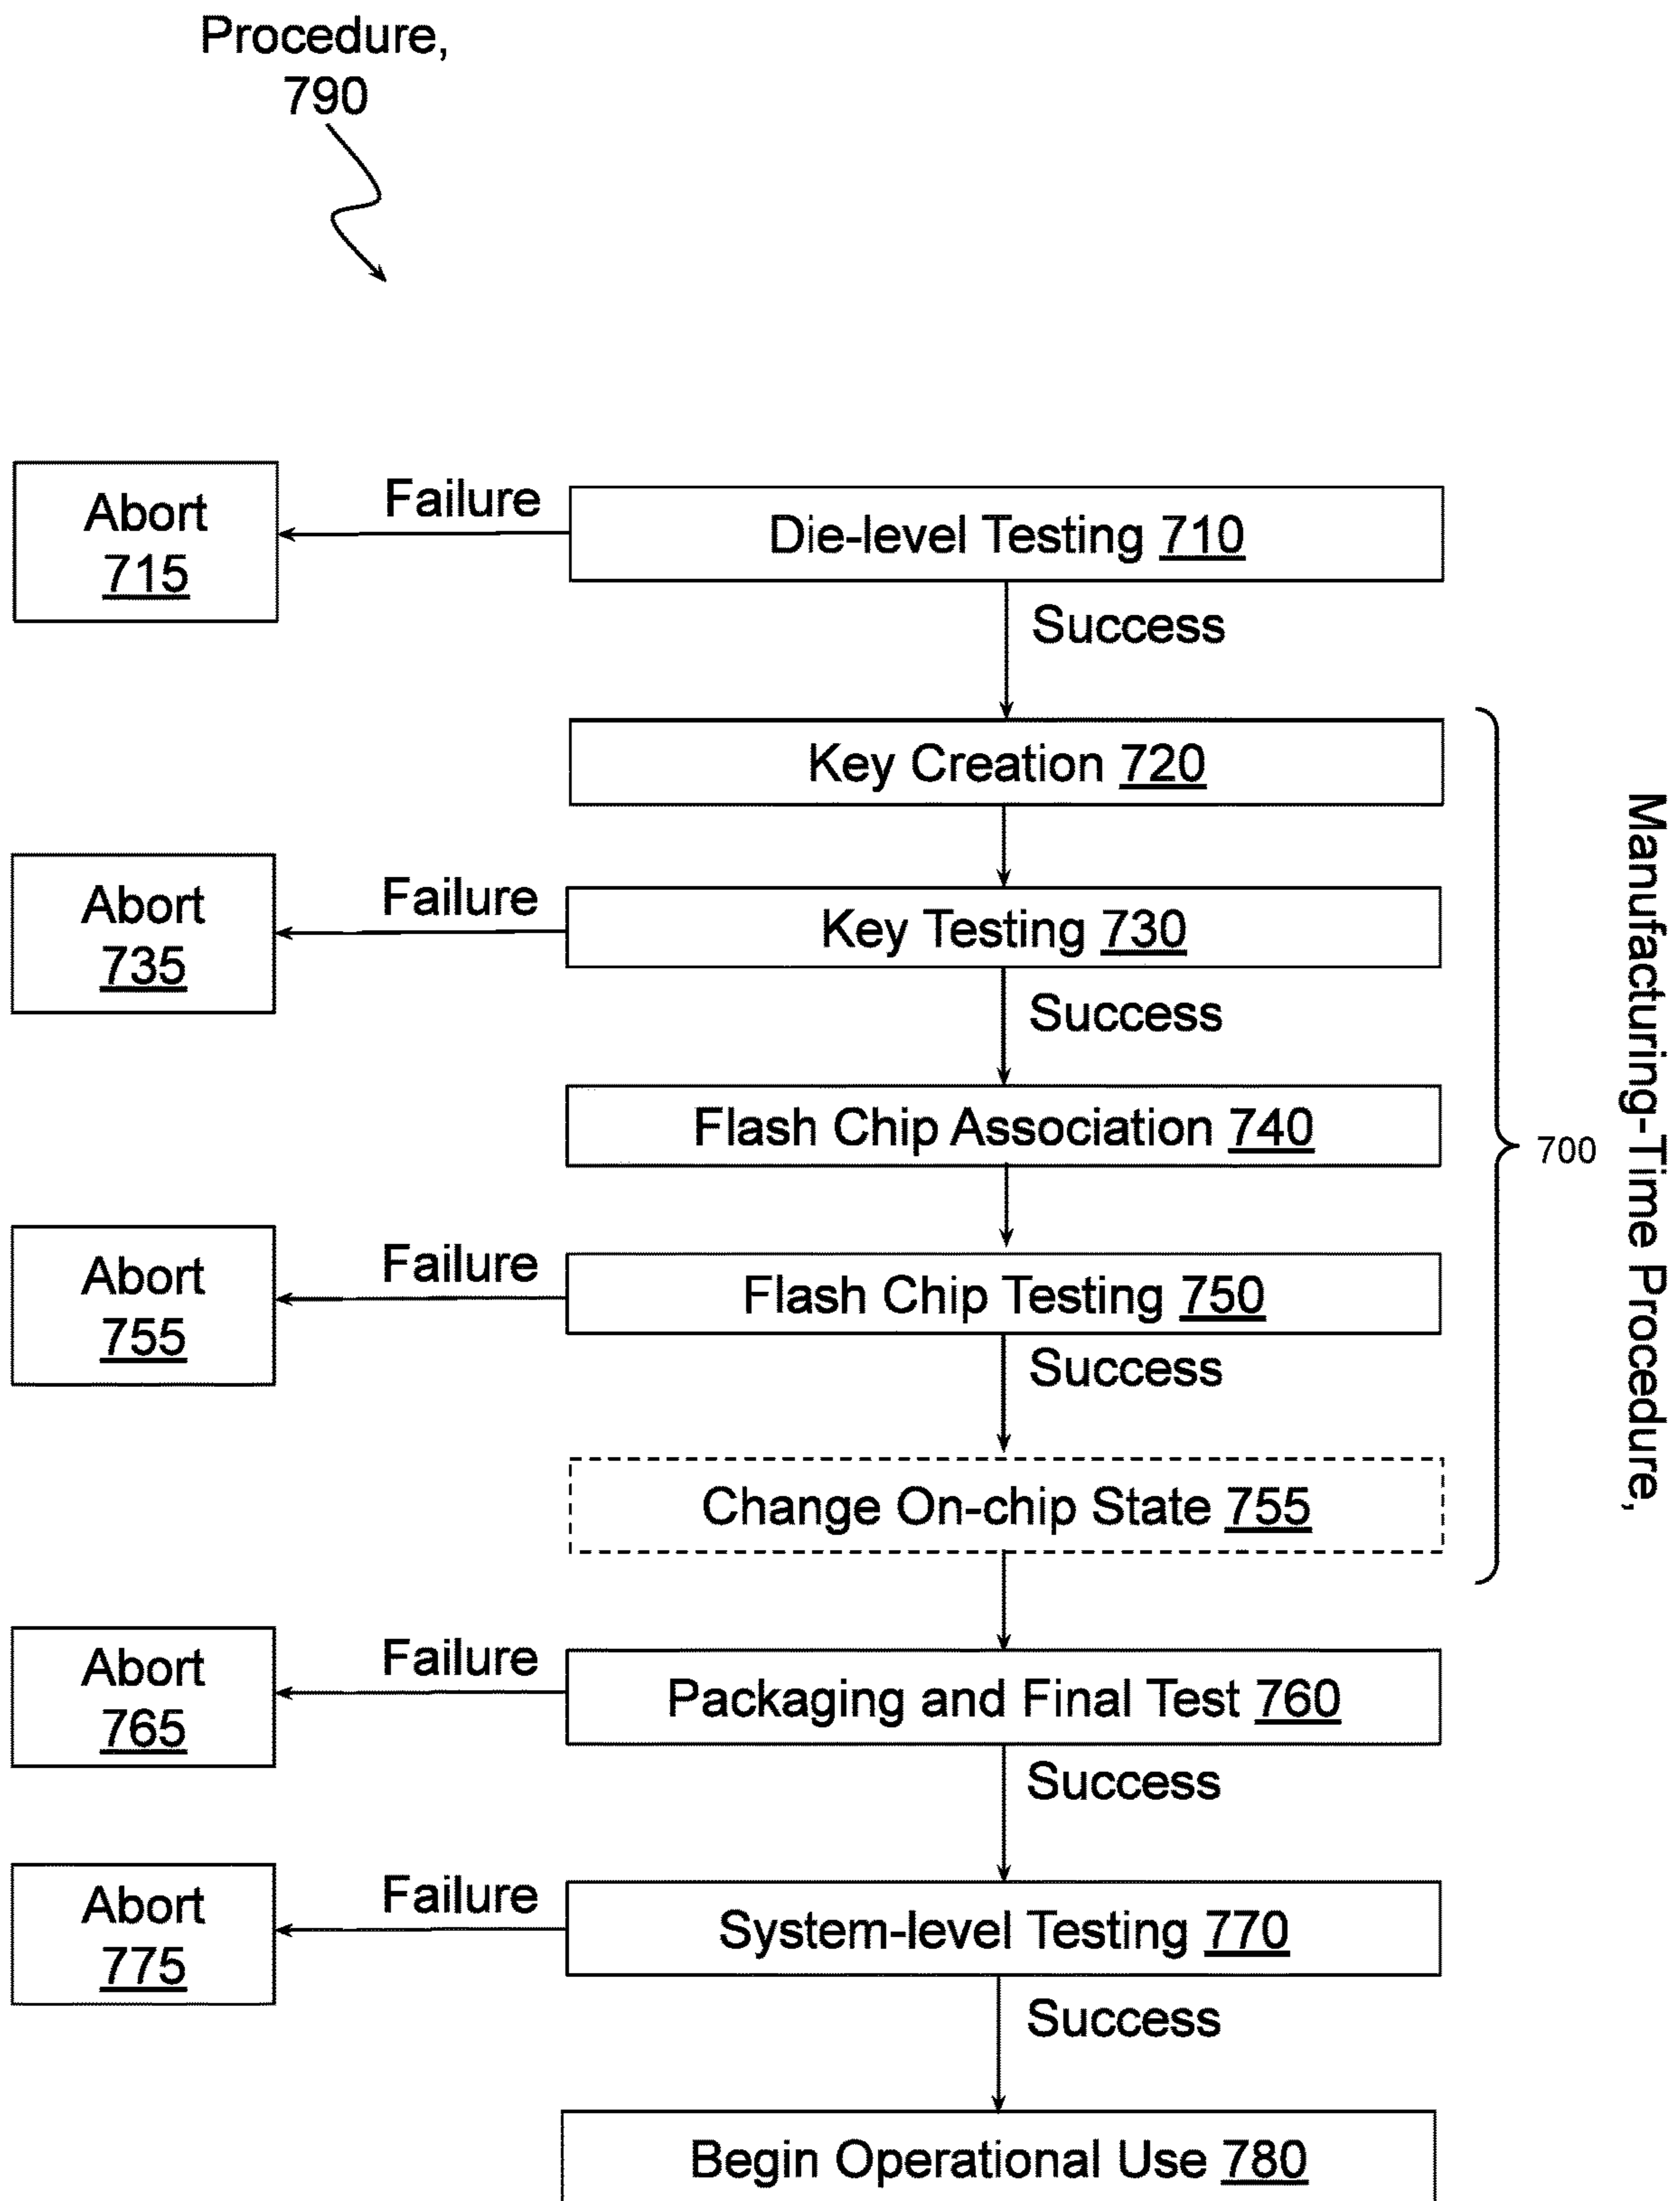 Procedure,
790
Abort
715
Failure
Die-level Testing 710
Success
Key Creation 720
Abort
735
Failure
Key Testing 730
Success
Flash Chip Association 740
700
Manufacturing-Time Procedure,
Abort
755
Failure
Flash Chip Testing 750
Success
Change On-chip State 755
Abort
765
Failure
Packaging and Final Test 760
Success
Abort
775
Failure
System-level Testing 770
Success
Begin Operational Use 780